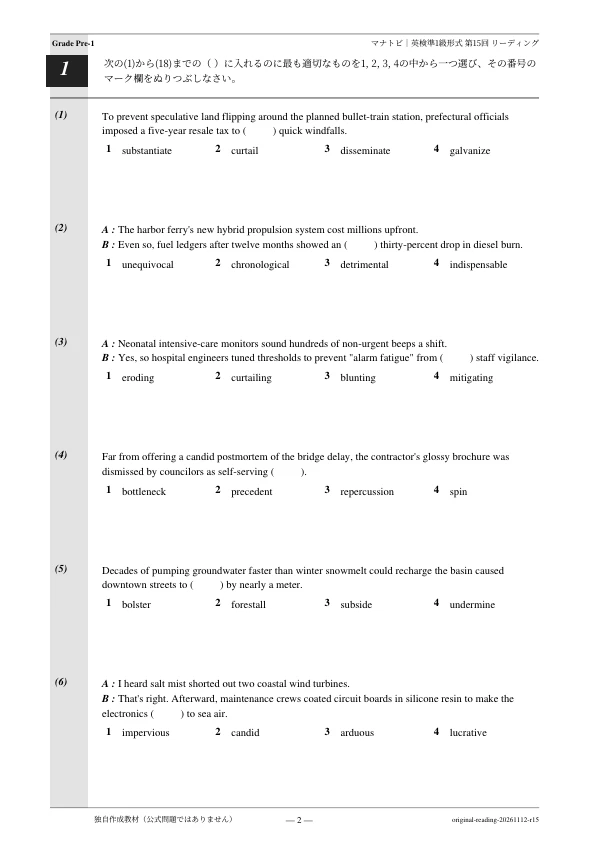 Grade Pre-1
マナトビ｜英検準1級形式 第15回 リーディング
1
次の(1)から(18)までの（ ）に入れるのに最も適切なものを1, 2, 3, 4の中から一つ選び、その番号の
マーク欄をぬりつぶしなさい。
(1)
To prevent speculative land flipping around the planned bullet-train station, prefectural officials
imposed a five-year resale tax to ( ) quick windfalls.
1 substantiate 2 curtail 3 disseminate 4 galvanize
(2)
A : The harbor ferry's new hybrid propulsion system cost millions upfront.
B : Even so, fuel ledgers after twelve months showed an ( ) thirty-percent drop in diesel burn.
1 unequivocal 2 chronological 3 detrimental 4 indispensable
(3)
A : Neonatal intensive-care monitors sound hundreds of non-urgent beeps a shift.
B : Yes, so hospital engineers tuned thresholds to prevent "alarm fatigue" from ( ) staff vigilance.
1 eroding 2 curtailing 3 blunting 4 mitigating
(4)
Far from offering a candid postmortem of the bridge delay, the contractor's glossy brochure was
dismissed by councilors as self-serving ( ).
1 bottleneck 2 precedent 3 repercussion 4 spin
(5)
Decades of pumping groundwater faster than winter snowmelt could recharge the basin caused
downtown streets to ( ) by nearly a meter.
1 bolster 2 forestall 3 subside 4 undermine
(6)
A : I heard salt mist shorted out two coastal wind turbines.
B : That's right. Afterward, maintenance crews coated circuit boards in silicone resin to make the
electronics ( ) to sea air.
1 impervious 2 candid 3 arduous 4 lucrative
独自作成教材（公式問題ではありません）
— 2 —
original-reading-20261112-r15